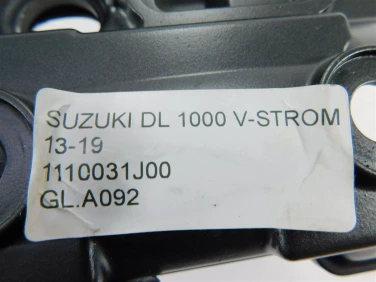 SUZUKI DL 1000 V-STROM
13-19
1110031J00
GL.A092